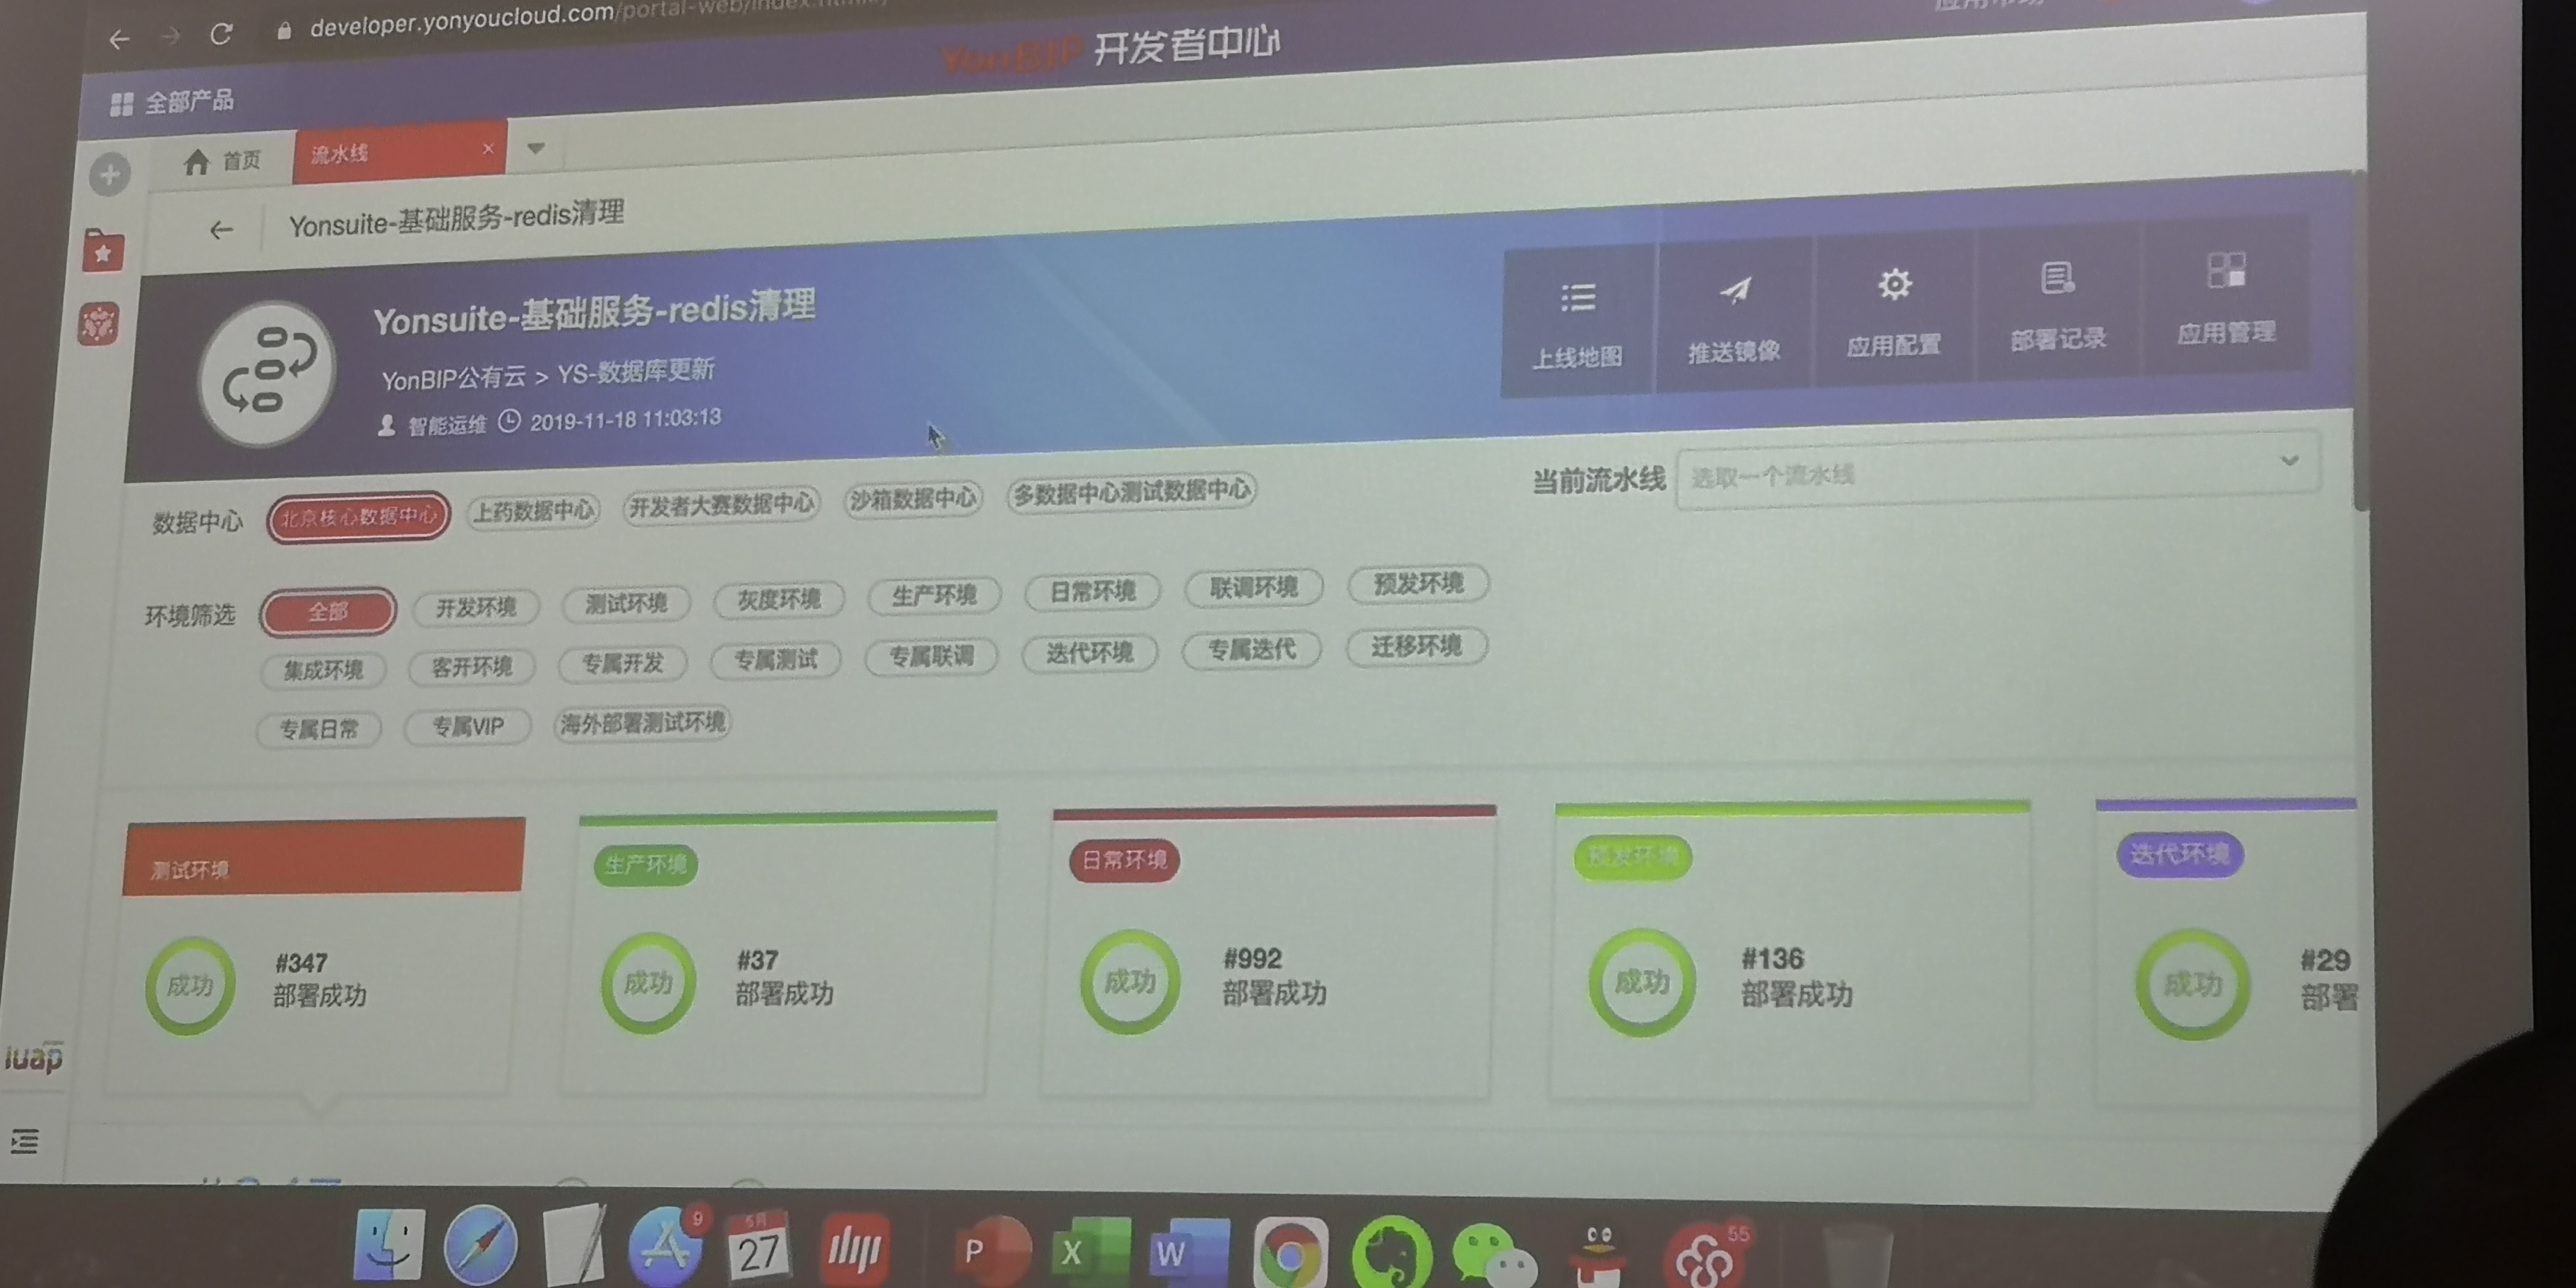 developer.yonyoucloud.com/portal-web/index.html
YonBIP 开发者中心
全部产品
首页
流水线
Yonsuite-基础服务-redis清理
Yonsuite-基础服务-redis清理
YonBIP公有云 > YS-数据库更新
智能运维 2019-11-18 11:03:13
上线地图
推送镜像
应用配置
部署记录
应用管理
数据中心 北京核心数据中心 上药数据中心 开发者大赛数据中心 沙箱数据中心 多数据中心测试数据中心
当前流水线 选取一个流水线
环境筛选 全部 开发环境 测试环境 灰度环境 生产环境 日常环境 联调环境 预发环境
集成环境 客开环境 专属开发 专属测试 专属联调 迭代环境 专属迭代 迁移环境
专属日常 专属VIP 海外部署测试环境
测试环境
成功
#347
部署成功
生产环境
成功
#37
部署成功
日常环境
成功
#992
部署成功
预发环境
成功
#136
部署成功
迭代环境
成功
#29
部署
iuap
9
5月
27
P
X
W
55